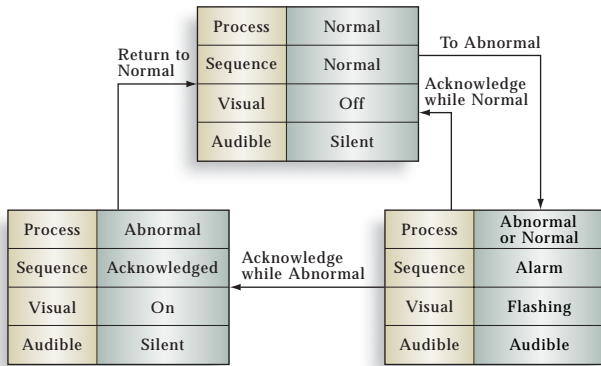 Process Normal
Sequence Normal
Visual Off
Audible Silent
Return to
Normal
To Abnormal
Acknowledge
while Normal
Process Abnormal
Sequence Acknowledged
Visual On
Audible Silent
Acknowledge
while Abnormal
Process Abnormal
or Normal
Sequence Alarm
Visual Flashing
Audible Audible